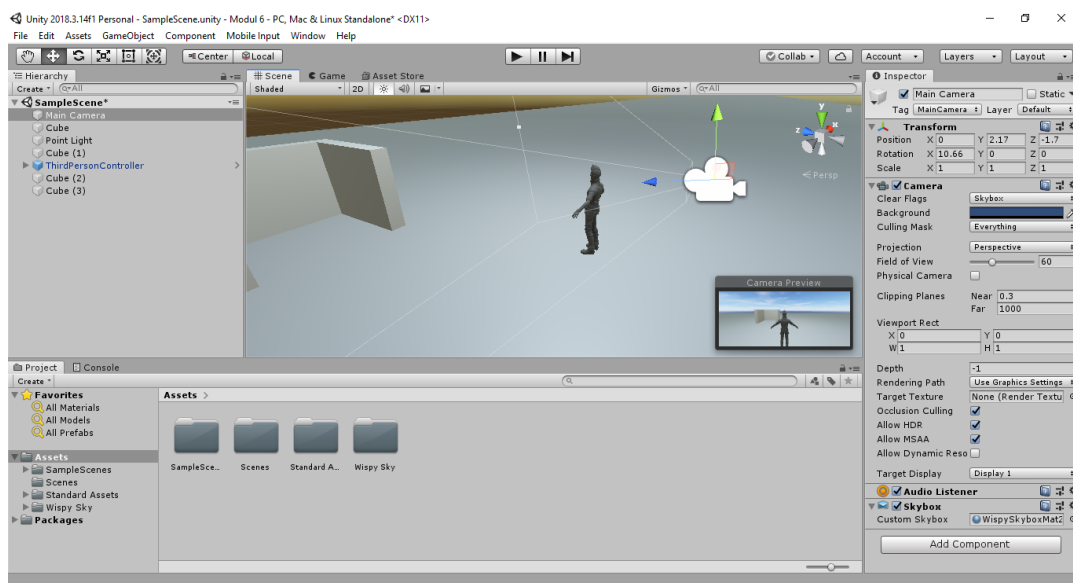 Unity 2018.3.14f1 Personal - SampleScene.unity - Modul 6 - PC, Mac & Linux Standalone* <DX11>
File Edit Assets GameObject Component Mobile Input Window Help
Center Local Collab Account Layers Layout
Hierarchy
Create All
SampleScene*
Main Camera
Cube
Point Light
Cube (1)
ThirdPersonController
Cube (2)
Cube (3)
Scene Game Asset Store
Shaded 2D Gizmos All
y
x
z
Persp
Camera Preview
Inspector
Main Camera Static
Tag MainCamera Layer Default
Transform
Position X 0 Y 2.17 Z -1.7
Rotation X 10.66 Y 0 Z 0
Scale X 1 Y 1 Z 1
Camera
Clear Flags Skybox
Background
Culling Mask Everything
Projection Perspective
Field of View 60
Physical Camera
Clipping Planes Near 0.3
Far 1000
Viewport Rect
X 0 Y 0
W 1 H 1
Depth -1
Rendering Path Use Graphics Settings
Target Texture None (Render Textu
Occlusion Culling
Allow HDR
Allow MSAA
Allow Dynamic Reso
Target Display Display 1
Audio Listener
Skybox
Custom Skybox WispySkyboxMat2
Add Component
Project Console
Create
Favorites
All Materials
All Models
All Prefabs
Assets
SampleScenes
Scenes
Standard Assets
Wispy Sky
Packages
Assets >
SampleSce... Scenes Standard A... Wispy Sky